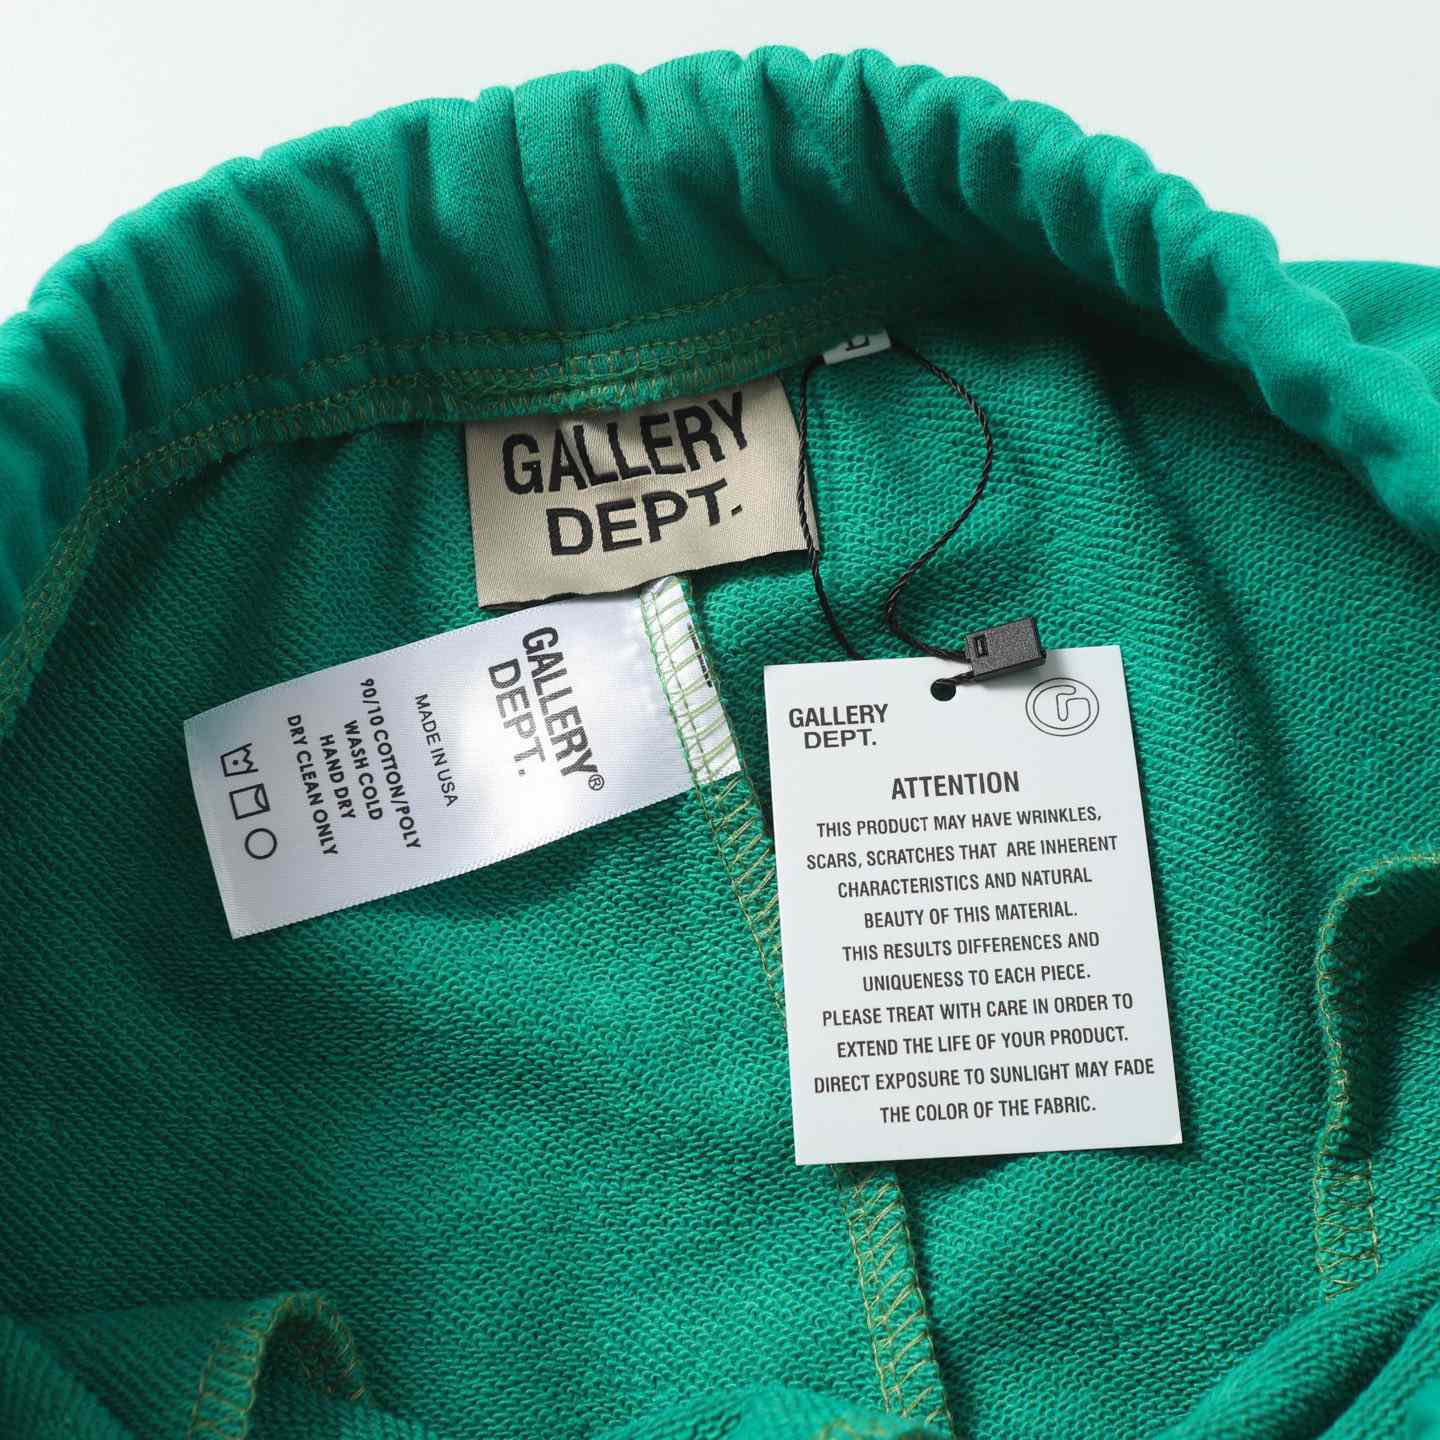 L
GALLERY
DEPT.
GALLERY
DEPT.®
MADE IN USA
90/10 COTTON/POLY
WASH COLD
HAND DRY
DRY CLEAN ONLY
GALLERY
DEPT.
G
ATTENTION
THIS PRODUCT MAY HAVE WRINKLES,
SCARS, SCRATCHES THAT ARE INHERENT
CHARACTERISTICS AND NATURAL
BEAUTY OF THIS MATERIAL.
THIS RESULTS DIFFERENCES AND
UNIQUENESS TO EACH PIECE.
PLEASE TREAT WITH CARE IN ORDER TO
EXTEND THE LIFE OF YOUR PRODUCT.
DIRECT EXPOSURE TO SUNLIGHT MAY FADE
THE COLOR OF THE FABRIC.